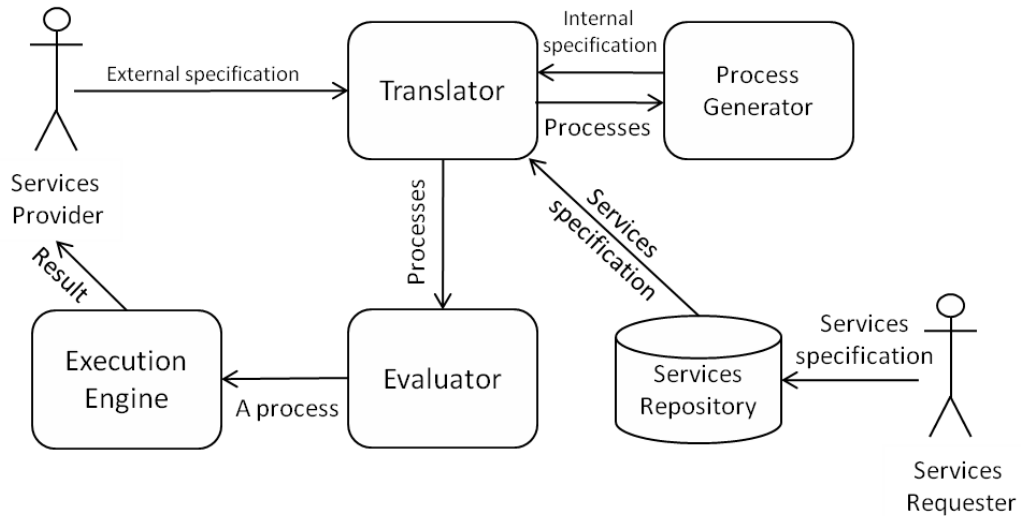 Internal
specification
External specification
Translator
Process
Generator
Processes
Services
Provider
Processes
Services
specification
Result
Execution
Engine
A process
Evaluator
Services
Repository
Services
specification
Services
Requester